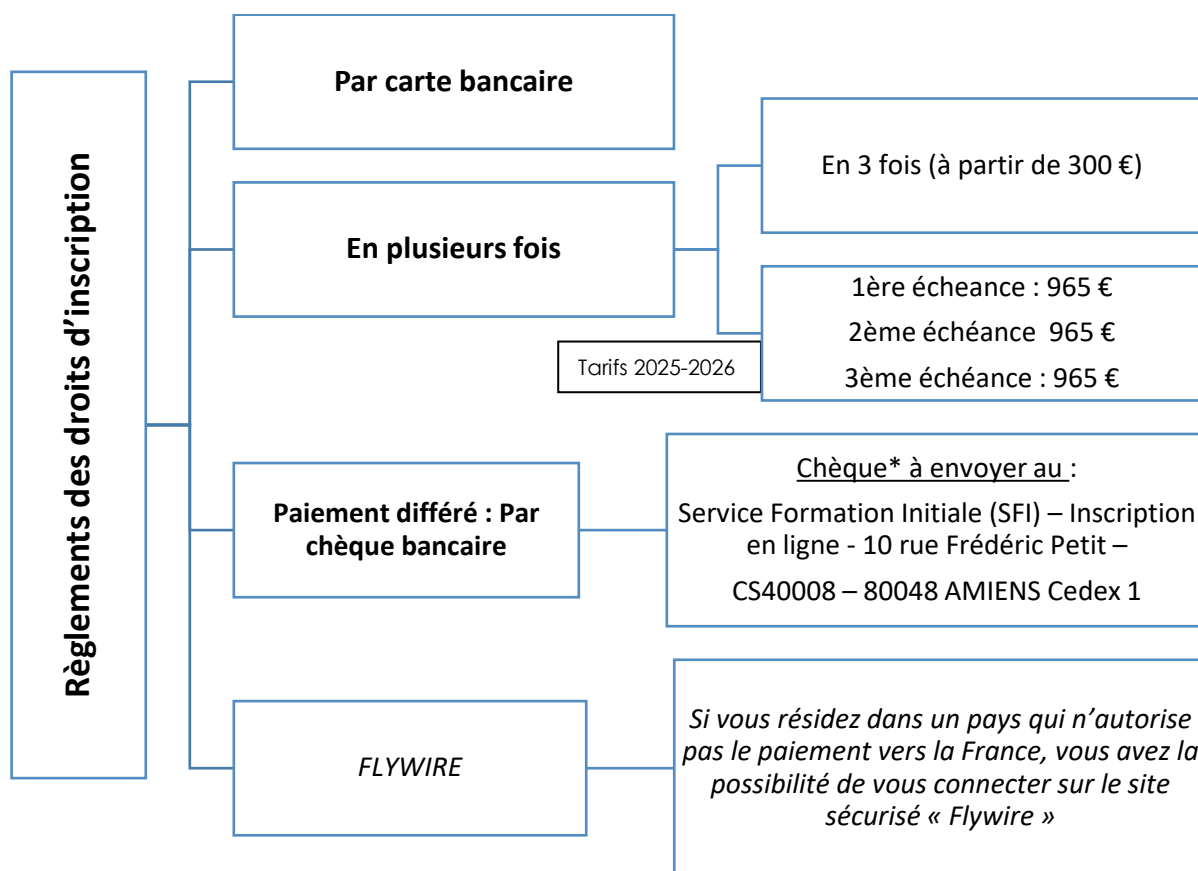 Règlements des droits d’inscription
Par carte bancaire
En plusieurs fois
En 3 fois (à partir de 300 €)
1ère écheance : 965 €
2ème échéance 965 €
3ème échéance : 965 €
Tarifs 2025-2026
Paiement différé : Par
chèque bancaire
Chèque* à envoyer au :
Service Formation Initiale (SFI) – Inscription
en ligne - 10 rue Frédéric Petit –
CS40008 – 80048 AMIENS Cedex 1
FLYWIRE
Si vous résidez dans un pays qui n’autorise
pas le paiement vers la France, vous avez la
possibilité de vous connecter sur le site
sécurisé « Flywire »